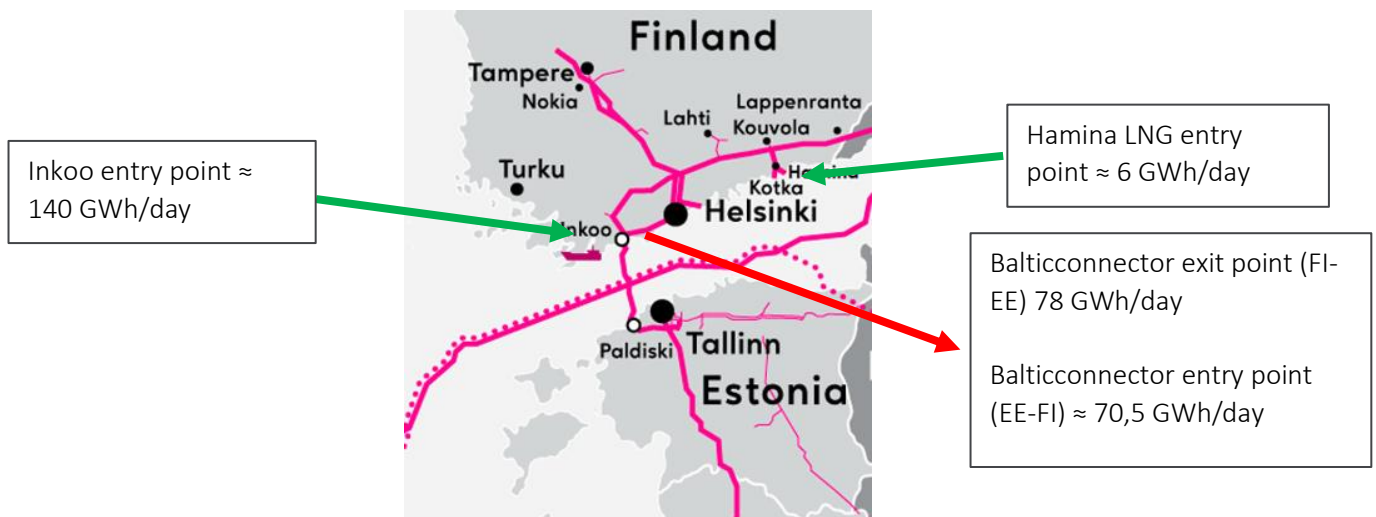 Finland
Tampere
Nokia
Lahti
Lappenranta
Kouvola
Hamina
Kotka
Turku
Helsinki
Inkoo
Paldiski
Tallinn
Estonia
Inkoo entry point ≈
140 GWh/day
Hamina LNG entry
point ≈ 6 GWh/day
Balticconnector exit point (FI-
EE) 78 GWh/day
Balticconnector entry point
(EE-FI) ≈ 70,5 GWh/day